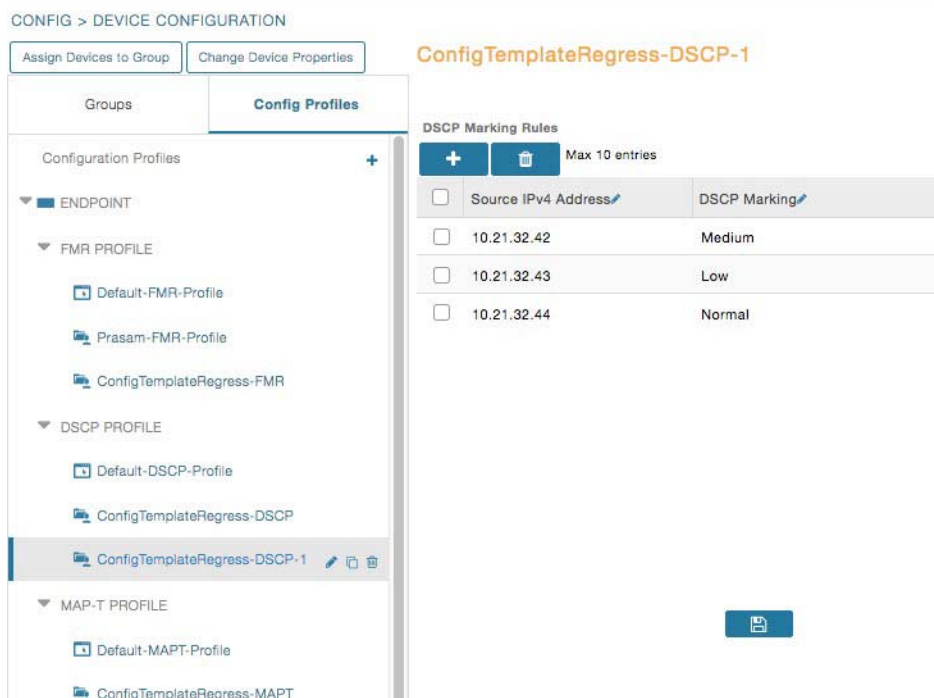 CONFIG > DEVICE CONFIGURATION
Assign Devices to Group
Change Device Properties
Groups
Config Profiles
Configuration Profiles
ENDPOINT
FMR PROFILE
Default-FMR-Profile
Prasam-FMR-Profile
ConfigTemplateRegress-FMR
DSCP PROFILE
Default-DSCP-Profile
ConfigTemplateRegress-DSCP
ConfigTemplateRegress-DSCP-1
MAP-T PROFILE
Default-MAPT-Profile
ConfigTemplateRegress-MAPT
ConfigTemplateRegress-DSCP-1
DSCP Marking Rules
Max 10 entries
Source IPv4 Address DSCP Marking
10.21.32.42 Medium
10.21.32.43 Low
10.21.32.44 Normal